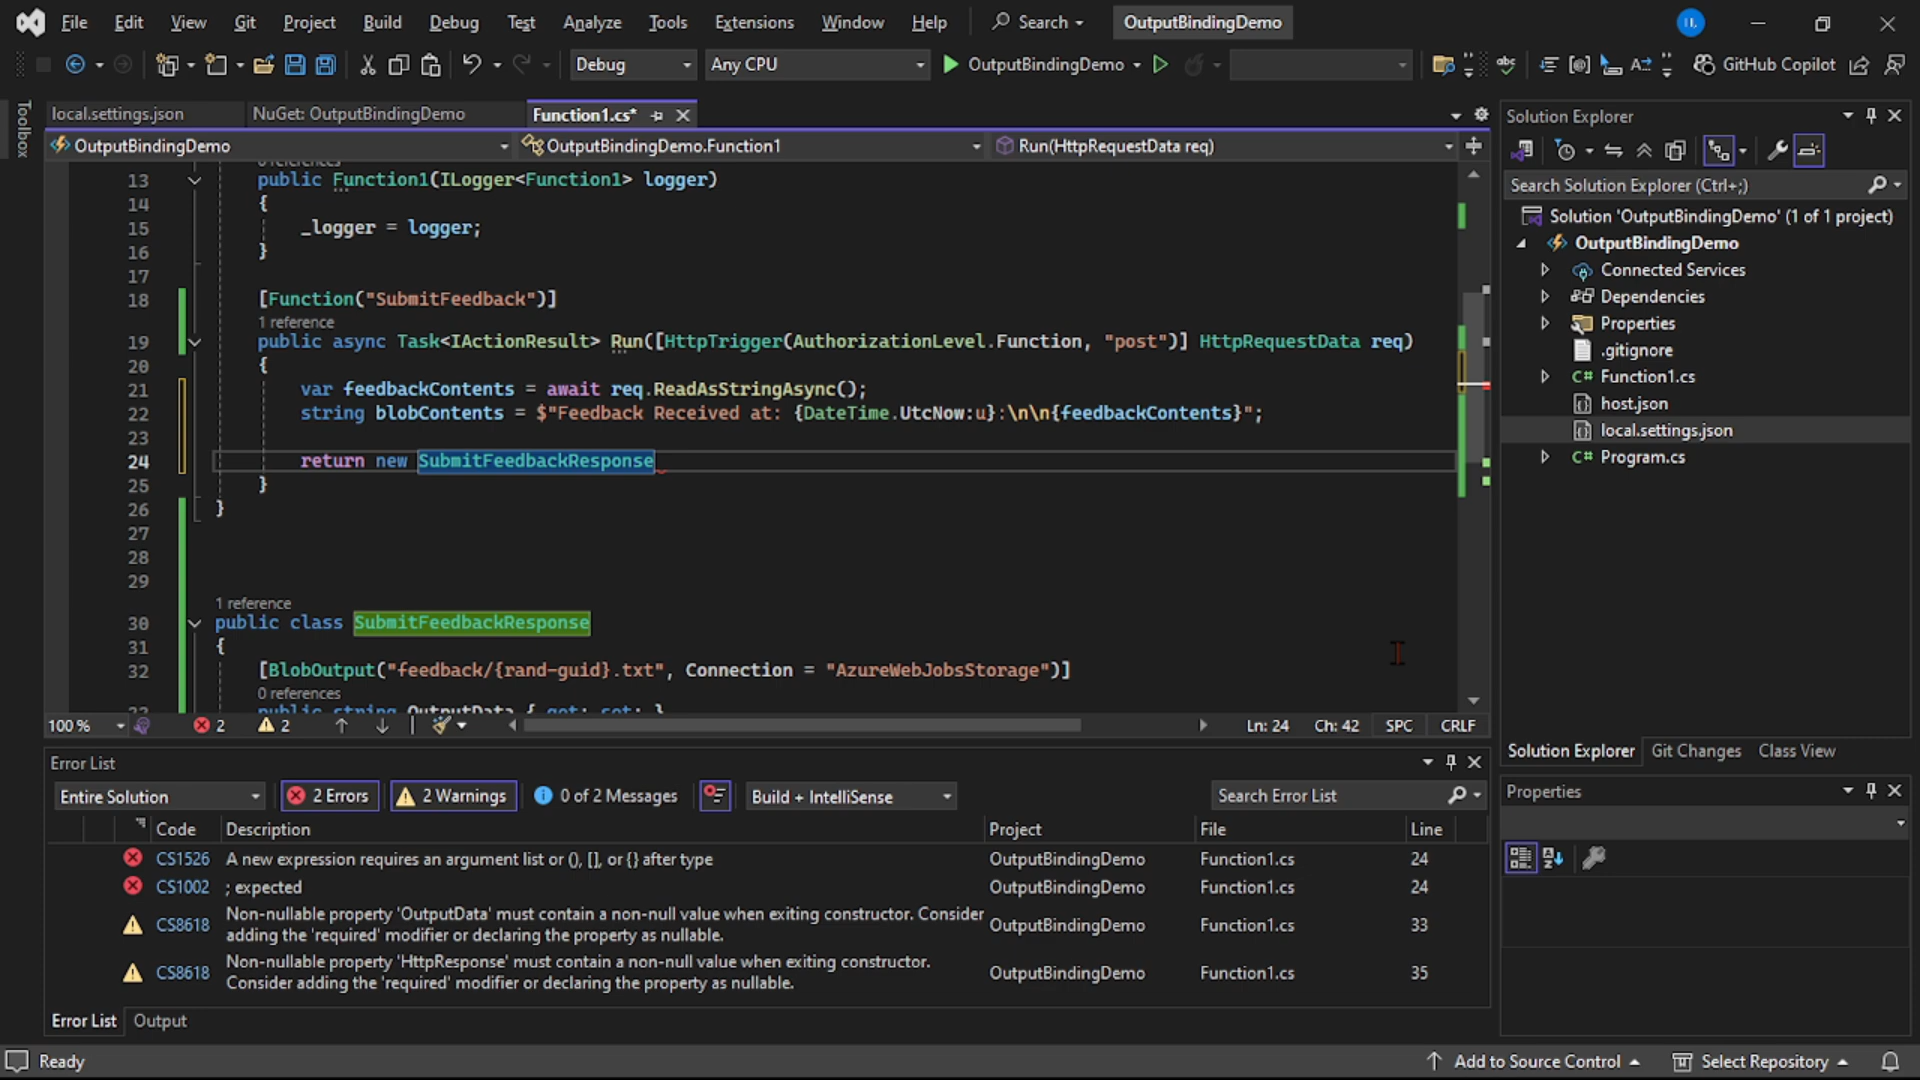 File Edit View Git Project Build Debug Test Analyze Tools Extensions Window Help Search OutputBindingDemo
Debug Any CPU OutputBindingDemo GitHub Copilot
Toolbox
local.settings.json NuGet: OutputBindingDemo Function1.cs*
OutputBindingDemo OutputBindingDemo.Function1 Run(HttpRequestData req)
0 references
13 public Function1(ILogger<Function1> logger)
14 {
15 _logger = logger;
16 }
17
18 [Function("SubmitFeedback")]
1 reference
19 public async Task<IActionResult> Run([HttpTrigger(AuthorizationLevel.Function, "post")] HttpRequestData req)
20 {
21 var feedbackContents = await req.ReadAsStringAsync();
22 string blobContents = $"Feedback Received at: {DateTime.UtcNow:u}:\n\n{feedbackContents}";
23
24 return new SubmitFeedbackResponse
25 }
26 }
27
28
29
1 reference
30 public class SubmitFeedbackResponse
31 {
32 [BlobOutput("feedback/{rand-guid}.txt", Connection = "AzureWebJobsStorage")]
0 references
33 public string OutputData { get; set; }
100 % 2 2 Ln: 24 Ch: 42 SPC CRLF
Error List
Entire Solution 2 Errors 2 Warnings 0 of 2 Messages Build + IntelliSense Search Error List
Code Description Project File Line
CS1526 A new expression requires an argument list or (), [], or {} after type OutputBindingDemo Function1.cs 24
CS1002 ; expected OutputBindingDemo Function1.cs 24
CS8618 Non-nullable property 'OutputData' must contain a non-null value when exiting constructor. Consider OutputBindingDemo Function1.cs 33
adding the 'required' modifier or declaring the property as nullable.
CS8618 Non-nullable property 'HttpResponse' must contain a non-null value when exiting constructor. OutputBindingDemo Function1.cs 35
Consider adding the 'required' modifier or declaring the property as nullable.
Error List Output
Solution Explorer
Search Solution Explorer (Ctrl+;)
Solution 'OutputBindingDemo' (1 of 1 project)
OutputBindingDemo
Connected Services
Dependencies
Properties
.gitignore
C# Function1.cs
host.json
local.settings.json
C# Program.cs
Solution Explorer Git Changes Class View
Properties
Ready Add to Source Control Select Repository